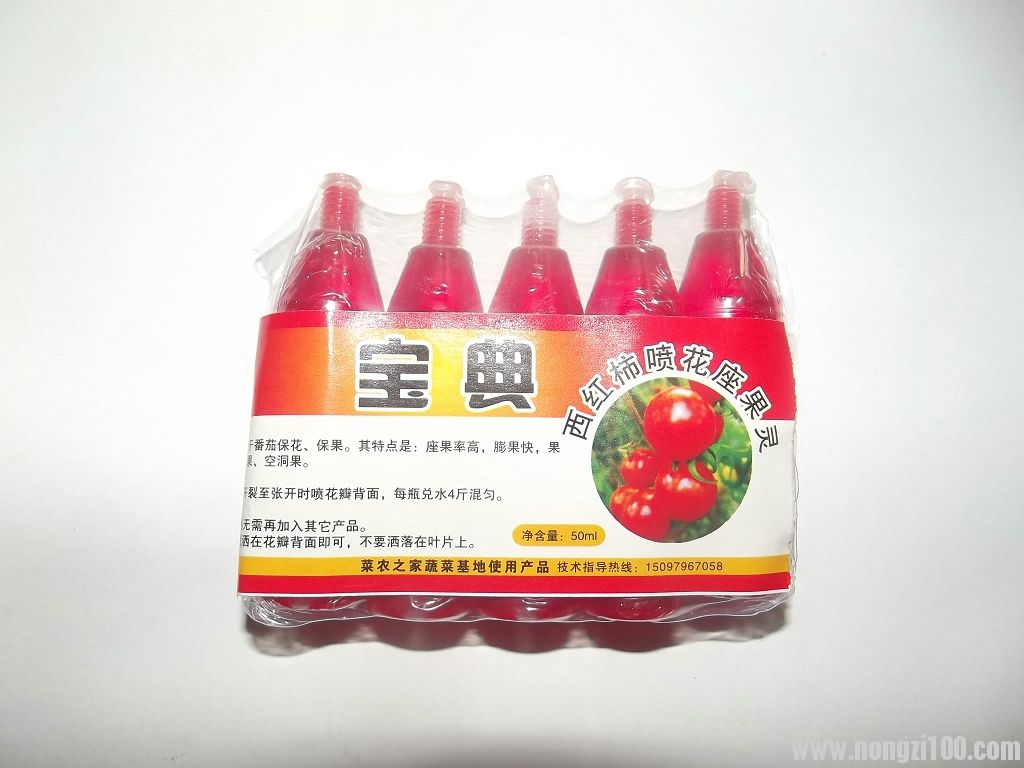 宝典
西红柿喷花座果灵
番茄保花、保果。其特点是：座果率高，膨果快，果
、空洞果。
裂至张开时喷花瓣背面，每瓶兑水4斤混匀。
无需再加入其它产品。
洒在花瓣背面即可，不要洒落在叶片上。
净含量：50ml
菜农之家蔬菜基地使用产品 技术指导热线：15097967058
www.nongzi100.com